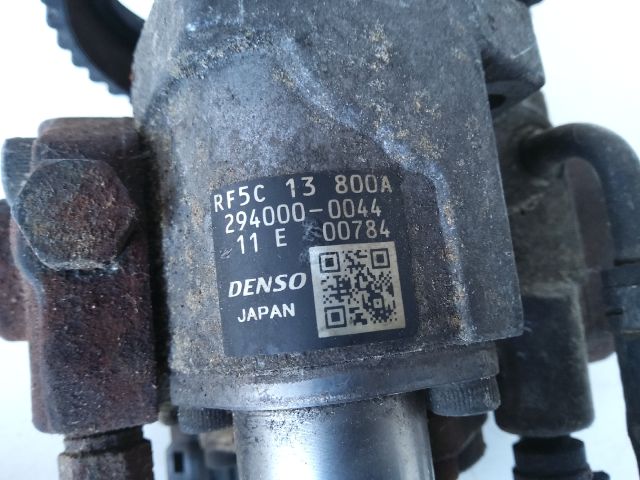 RF5C 13 800A
294000-0044
11 E 00784
DENSO
JAPAN